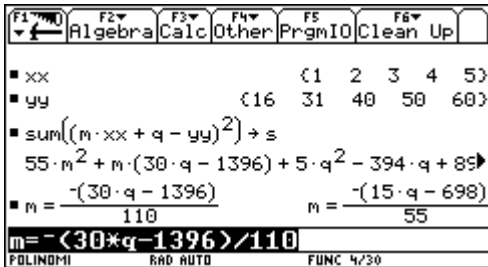 F1 F2 F3 F4 F5 F6
Algebra Calc Other PrgmIO Clean Up
▪ xx {1 2 3 4 5}
▪ yy {16 31 40 50 60}
▪ sum((m·xx + q - yy)²) → s
55·m² + m·(30·q - 1396) + 5·q² - 394·q + 89▶
▪ m = ⁻(30·q - 1396)/110 m = ⁻(15·q - 698)/55
m=⁻(30*q-1396)/110
POLINOMI RAD AUTO FUNC 4/30